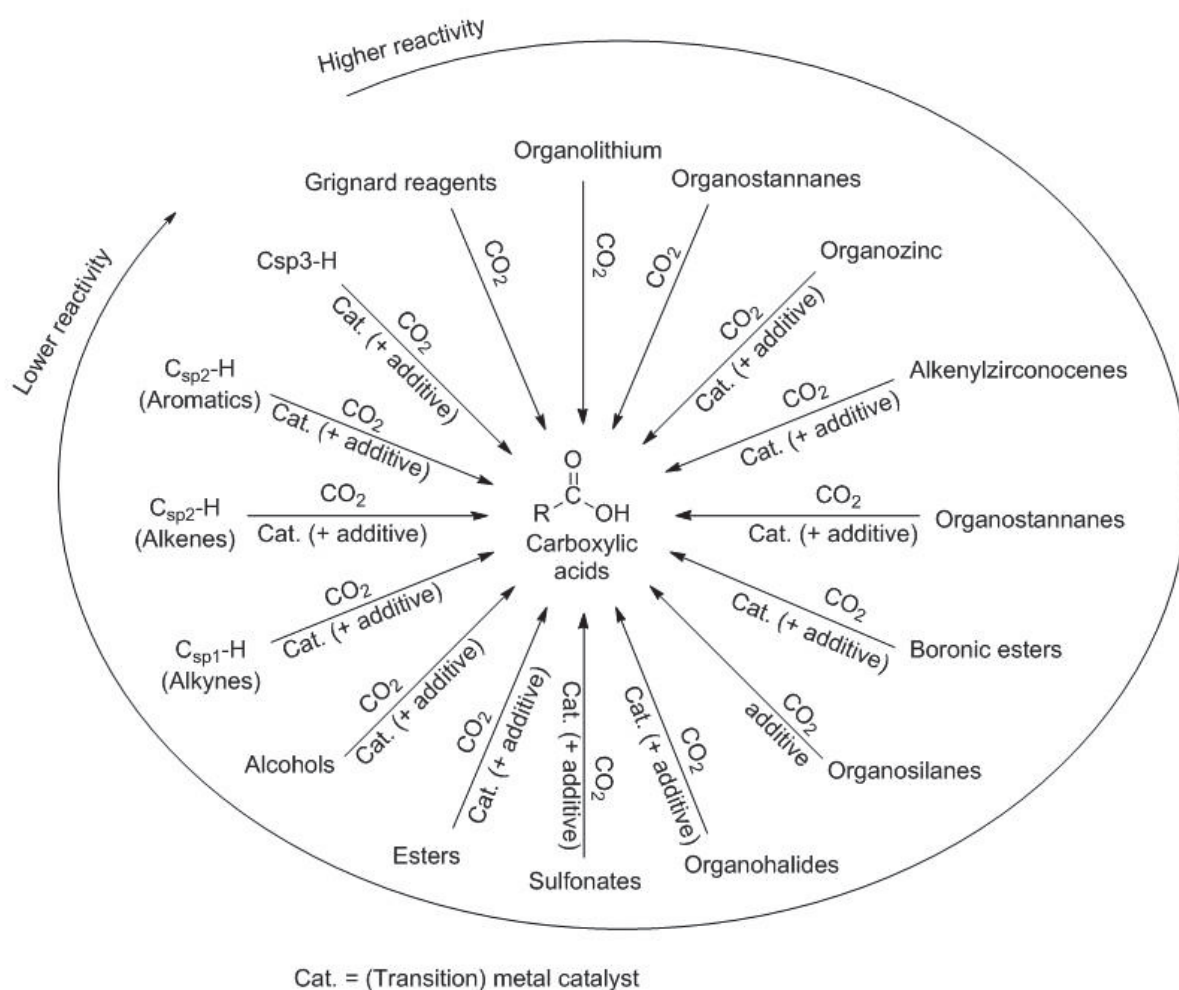 Higher reactivity
Organolithium
Grignard reagents
Organostannanes
CO2
CO2
CO2
Csp3-H
CO2
Cat. (+ additive)
Organozinc
CO2
Cat. (+ additive)
Lower reactivity
Csp2-H
(Aromatics)
CO2
Cat. (+ additive)
Alkenylzirconocenes
CO2
Cat. (+ additive)
O
C
R
OH
Carboxylic
acids
Csp2-H
(Alkenes)
CO2
Cat. (+ additive)
CO2
Cat. (+ additive)
Organostannanes
Csp1-H
(Alkynes)
CO2
Cat. (+ additive)
CO2
Cat. (+ additive)
Boronic esters
Alcohols
CO2
Cat. (+ additive)
CO2
additive
Organosilanes
Esters
CO2
Cat. (+ additive)
Sulfonates
Cat. (+ additive)
CO2
Organohalides
Cat. (+ additive)
CO2
Cat. = (Transition) metal catalyst